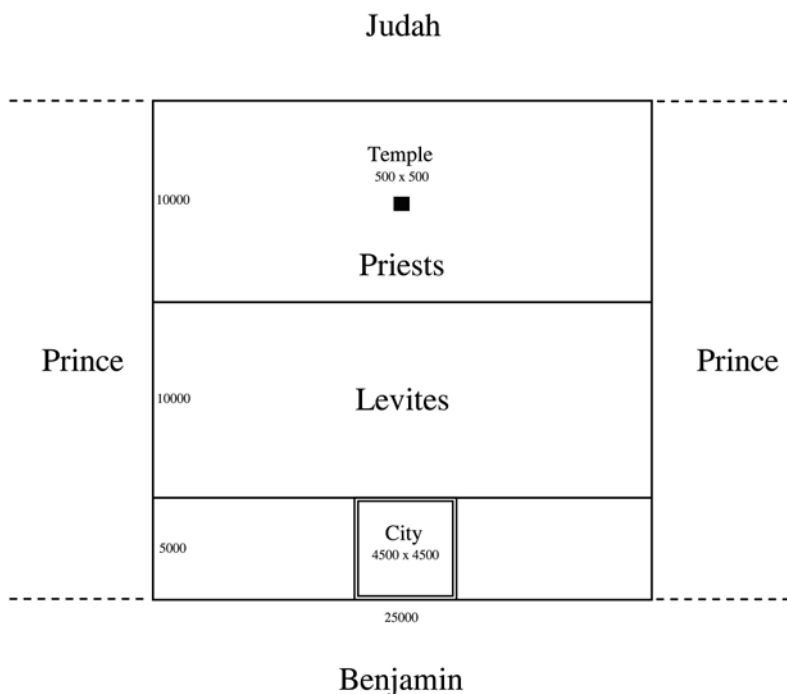 Judah
Temple
500 x 500
10000
Priests
Prince
Prince
10000
Levites
City
4500 x 4500
5000
25000
Benjamin